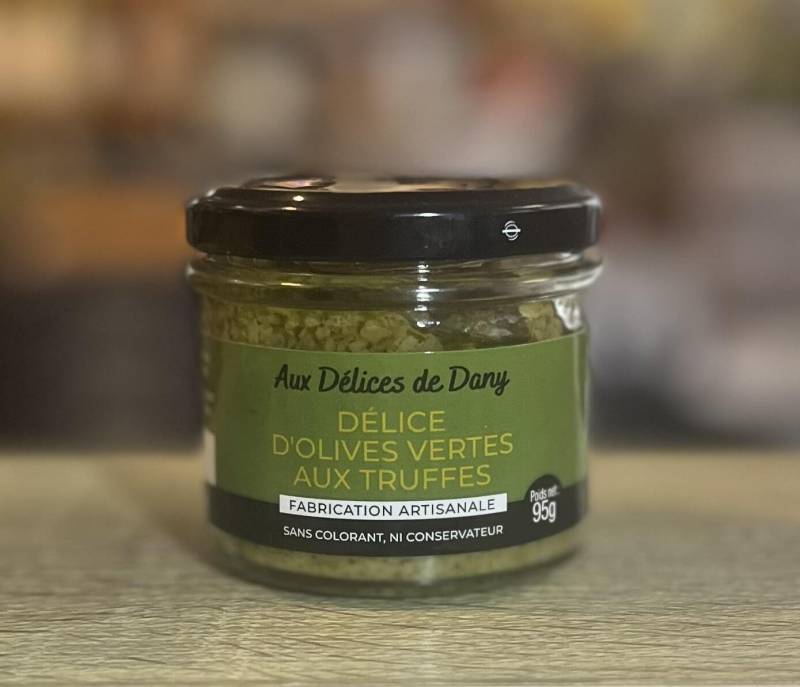 Aux Délices de Dany
DÉLICE
D'OLIVES VERTES
AUX TRUFFES
FABRICATION ARTISANALE
SANS COLORANT, NI CONSERVATEUR
Poids net:
95g